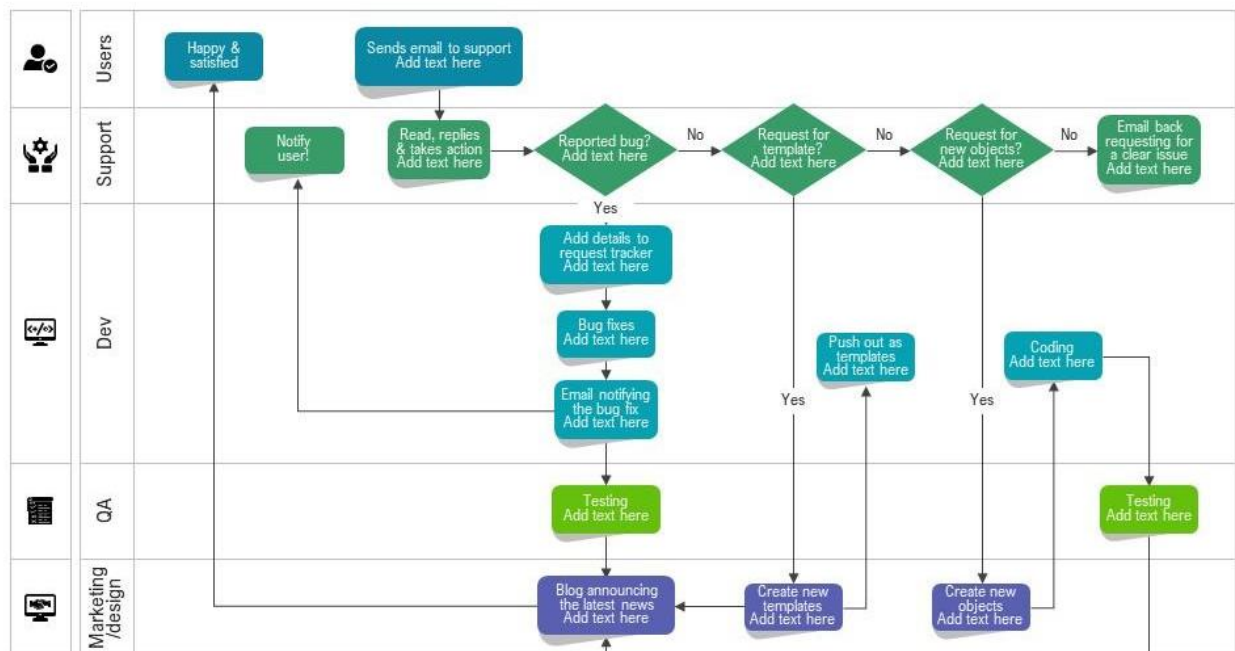 Users
Happy &
satisfied
Sends email to support
Add text here
Support
Notify
user!
Read, replies
& takes action
Add text here
Reported bug?
Add text here
No
Request for
template?
Add text here
No
Request for
new objects?
Add text here
No
Email back
requesting for
a clear issue
Add text here
Yes
Dev
Add details to
request tracker
Add text here
Bug fixes
Add text here
Push out as
templates
Add text here
Coding
Add text here
Email notifying
the bug fix
Add text here
Yes
Yes
QA
Testing
Add text here
Testing
Add text here
Marketing
/design
Blog announcing
the latest news
Add text here
Create new
templates
Add text here
Create new
objects
Add text here